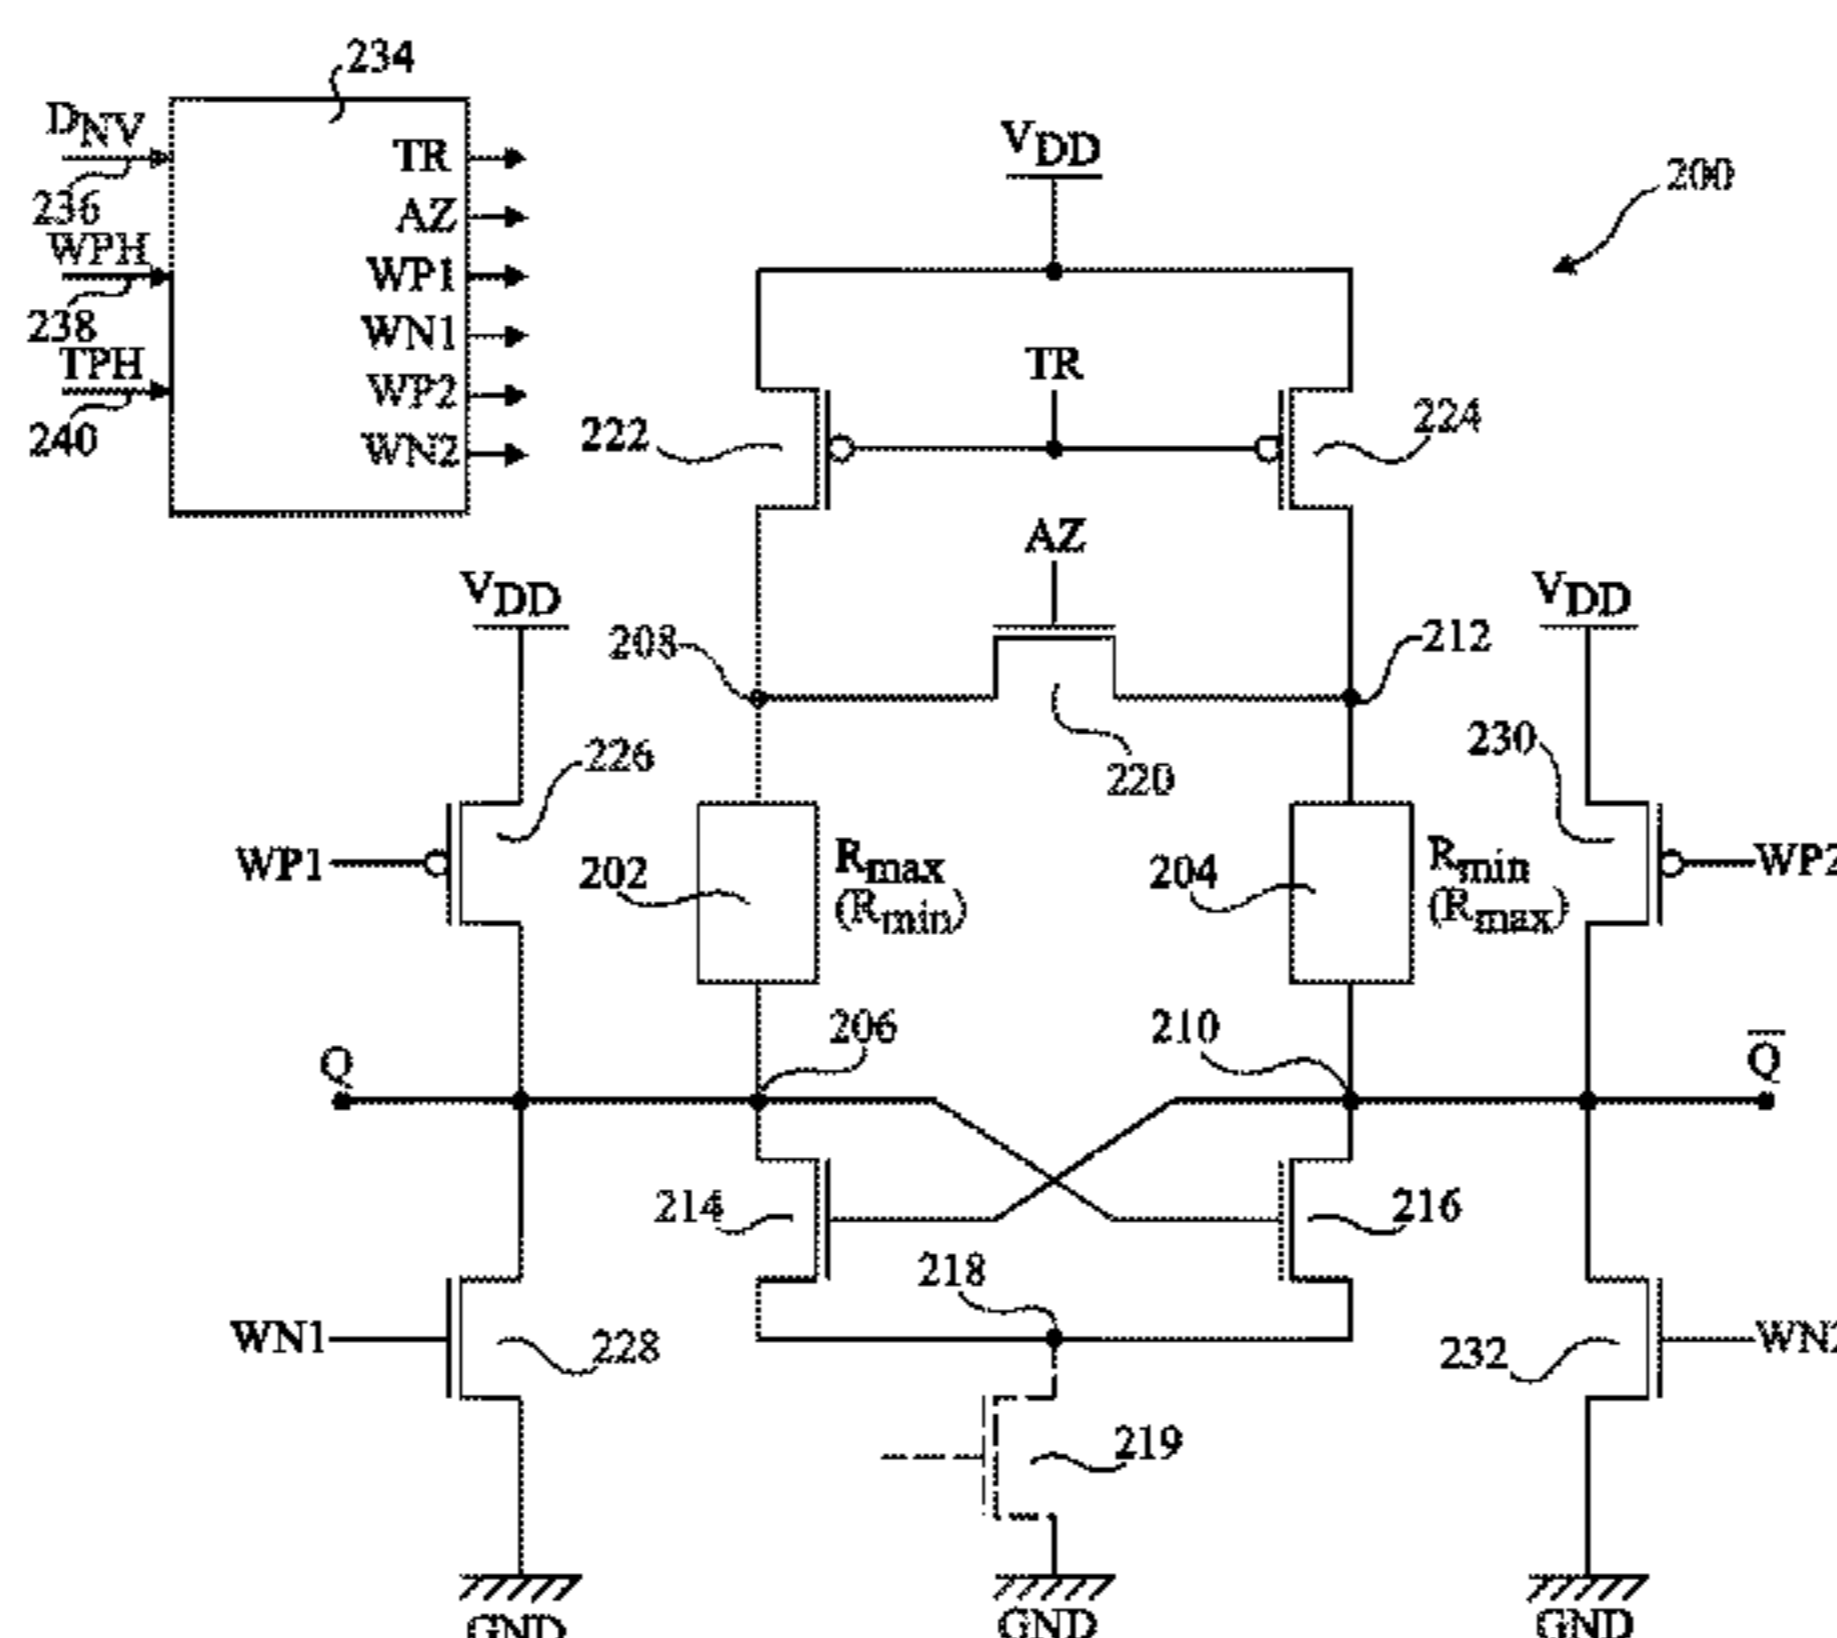 234
DNV
236
WPH
238
TPH
240
TR
AZ
WP1
WN1
WP2
WN2
VDD
200
TR
222
224
AZ
VDD
VDD
208
212
220
226
230
WP1
WP2
202
Rmax
(Rmin)
204
Rmin
(Rmax)
206
210
Q
Q̅
214
216
218
WN1
228
232
WN2
219
GND
GND
GND